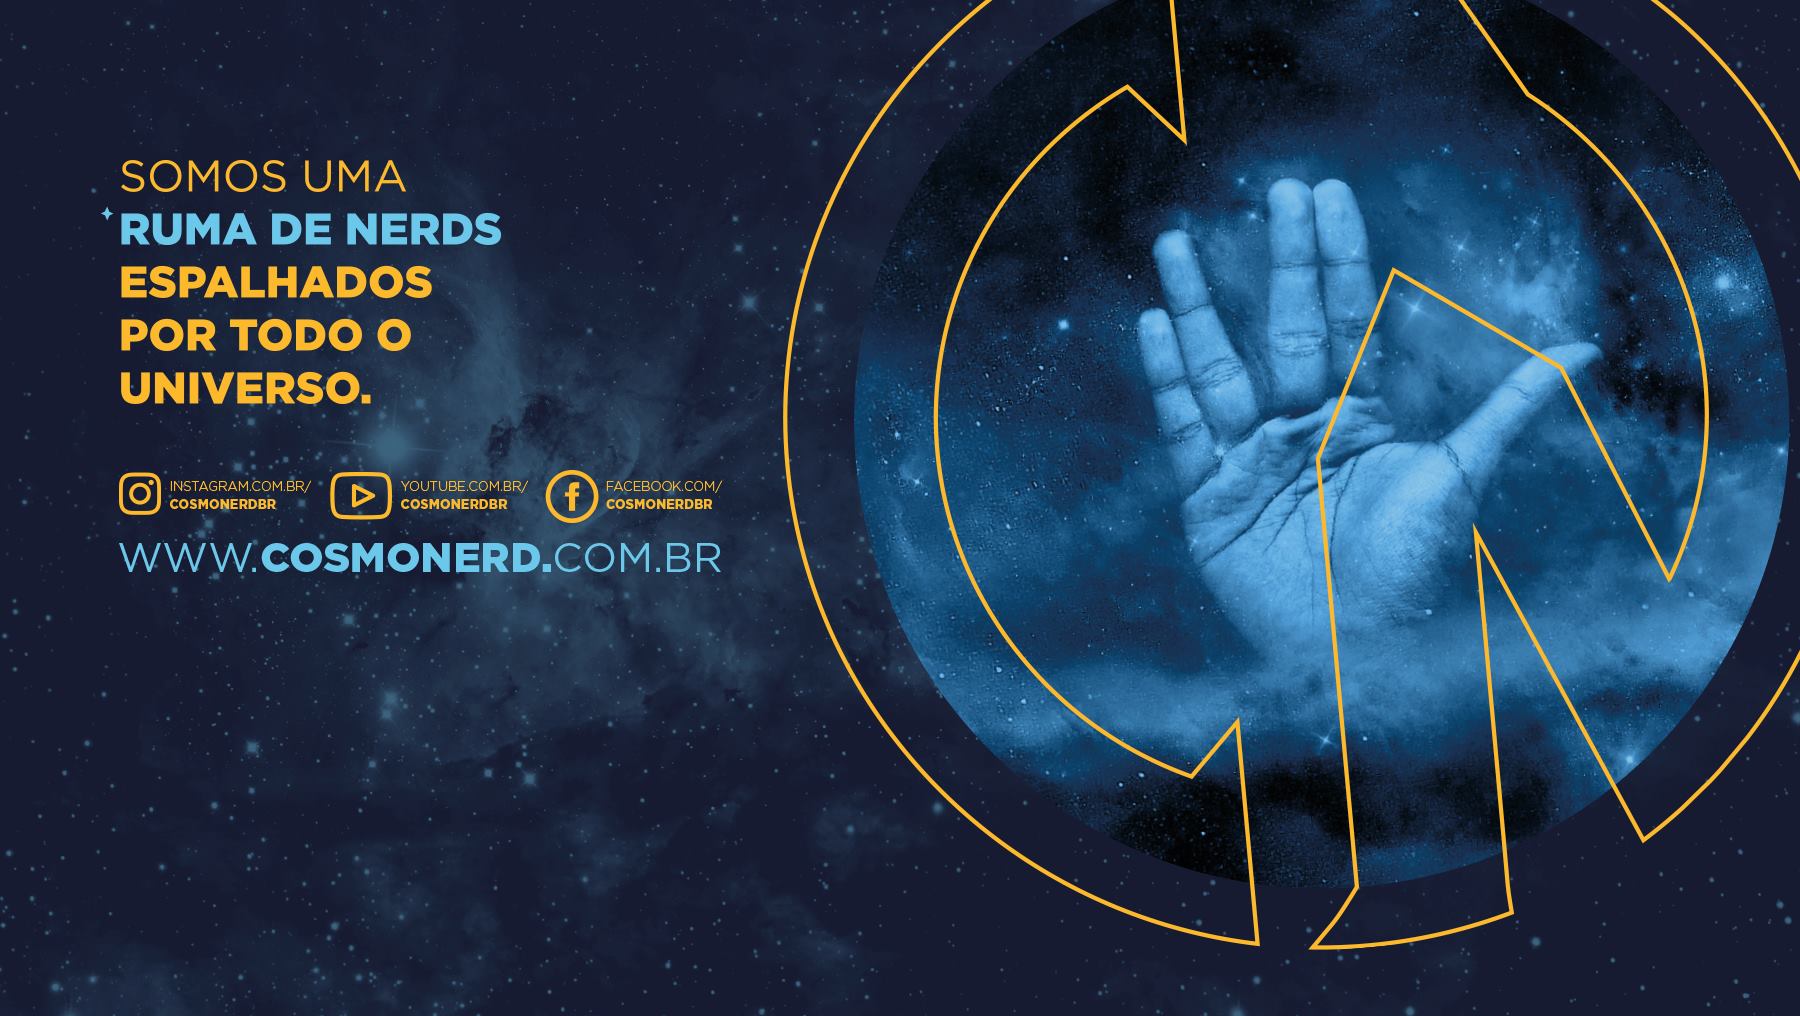 SOMOS UMA
RUMA DE NERDS
ESPALHADOS
POR TODO O
UNIVERSO.
INSTAGRAM.COM.BR/
COSMONERDBR
YOUTUBE.COM.BR/
COSMONERDBR
FACEBOOK.COM/
COSMONERDBR
WWW.COSMONERD.COM.BR